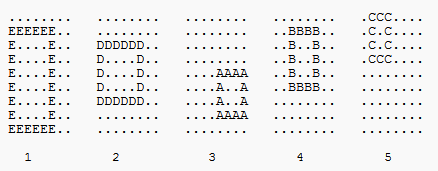 ........   ........   ........   ........   .CCC....
EEEEEE..   ........   ........   ..BBBB..   .C.C....
E....E..   DDDDDD..   ........   ..B..B..   .C.C....
E....E..   D....D..   ........   ..B..B..   .CCC....
E....E..   D....D..   ....AAAA   ..B..B..   ........
E....E..   D....D..   ....A..A   ..BBBB..   ........
E....E..   DDDDDD..   ....A..A   ........   ........
E....E..   ........   ....AAAA   ........   ........
EEEEEE..   ........   ........   ........   ........
1   2   3   4   5